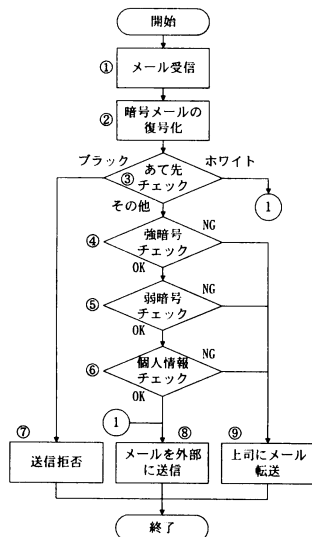 開始
①
メール受信
②
暗号メールの
復号化
ブラック
ホワイト
③
あて先
チェック
その他
1
④
強暗号
チェック
NG
OK
⑤
弱暗号
チェック
NG
OK
⑥
個人情報
チェック
NG
OK
1
⑦
送信拒否
⑧
メールを外部
に送信
⑨
上司にメール
転送
終了